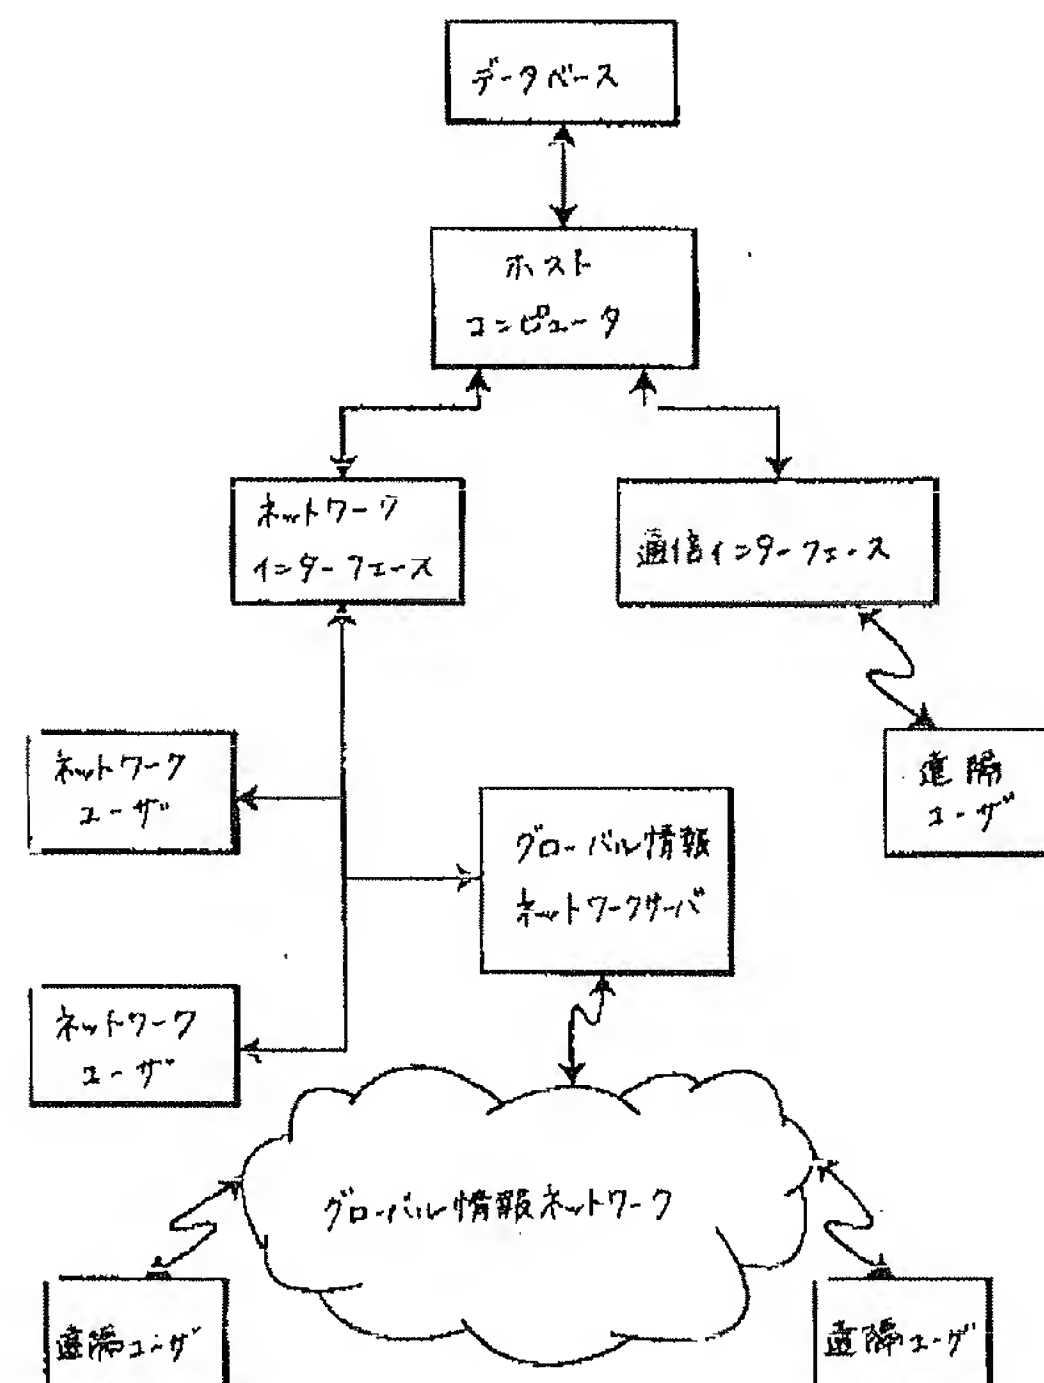 データベース
ホスト
コンピュータ
ネットワーク
インターフェース
通信インターフェース
ネットワーク
ユーザ
遠隔
ユーザ
グローバル情報
ネットワークサーバ
ネットワーク
ユーザ
グローバル情報ネットワーク
遠隔ユーザ
遠隔ユーザ